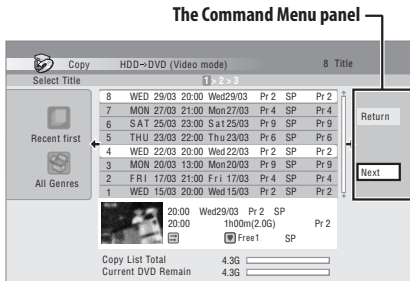 The Command Menu panel
Copy HDD→DVD (Video mode) 8 Title
Select Title 1 > 2 > 3
8 WED 29/03 20:00 Wed29/03 Pr 2 SP Pr 2
7 MON 27/03 21:00 Mon27/03 Pr 4 SP Pr 4
6 SAT 25/03 23:00 Sat25/03 Pr 9 SP Pr 9
5 THU 23/03 22:00 Thu23/03 Pr 6 SP Pr 6
4 WED 22/03 20:00 Wed22/03 Pr 2 SP Pr 2
3 MON 20/03 13:00 Mon20/03 Pr 9 SP Pr 9
2 FRI 17/03 21:00 Fri 17/03 Pr 4 SP Pr 4
1 WED 15/03 20:00 Wed15/03 Pr 2 SP Pr 2
Recent first
All Genres
Return
Next
20:00 Wed29/03 Pr 2 SP
20:00 1h00m(2.0G) Pr 2
Free1 SP
Copy List Total 4.3G
Current DVD Remain 4.3G